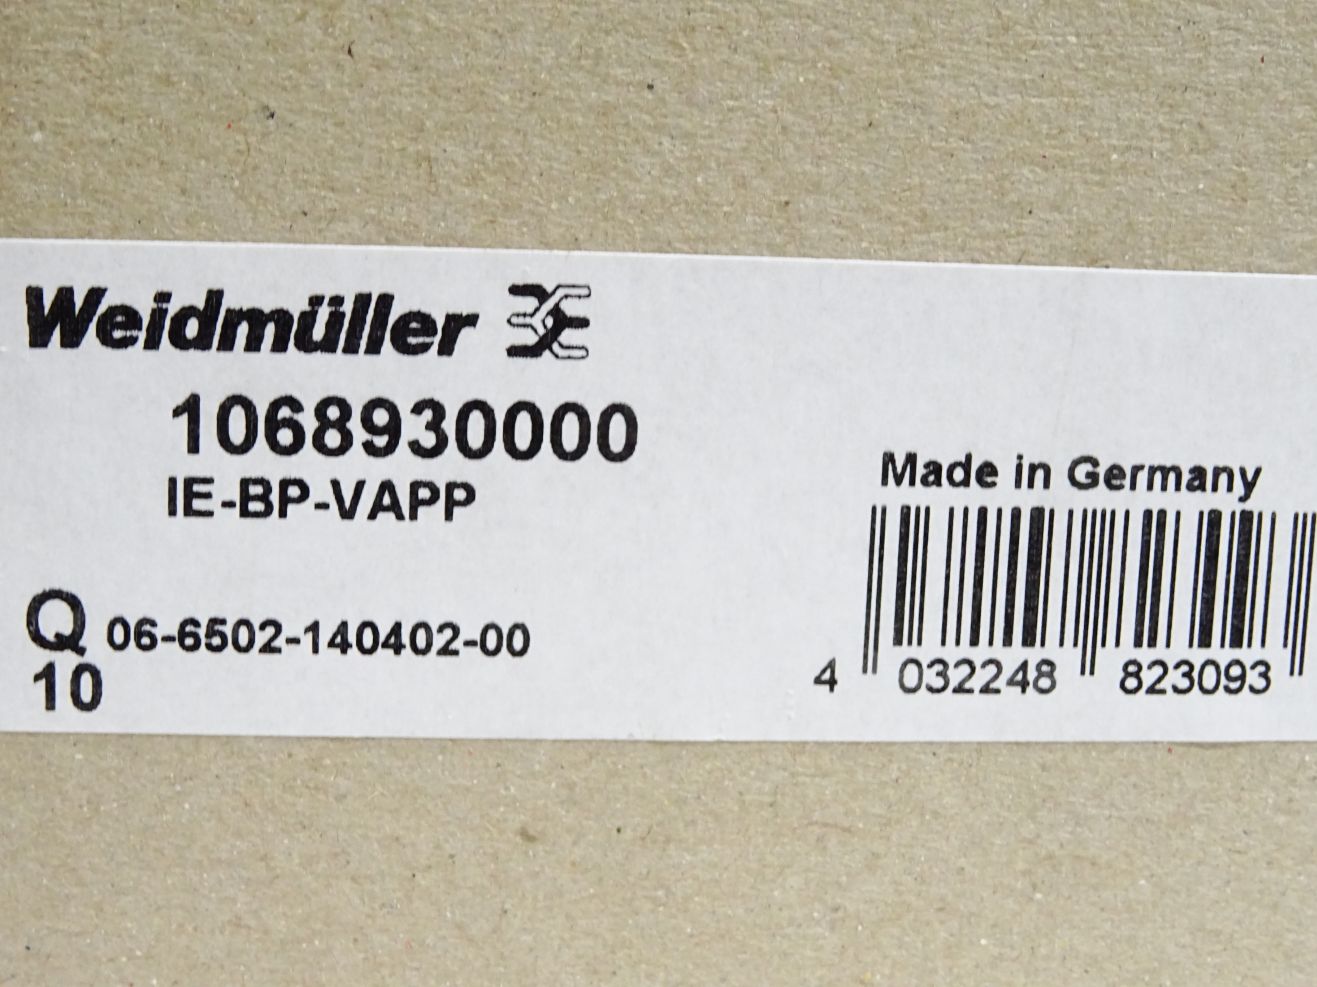 Weidmüller
1068930000
IE-BP-VAPP
Made in Germany
Q 06-6502-140402-00
10
4 032248 823093